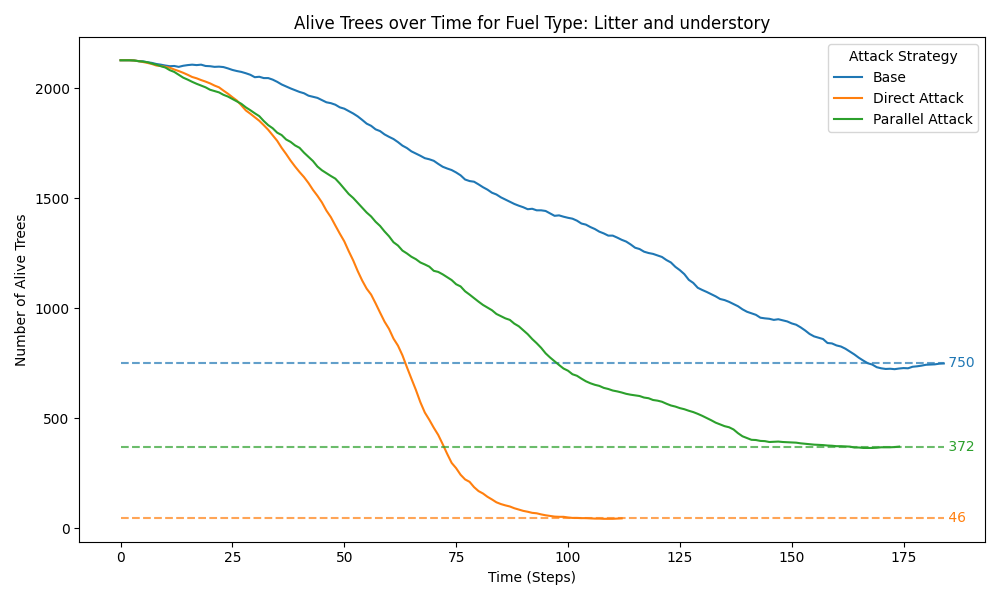 Alive Trees over Time for Fuel Type: Litter and understory
Attack Strategy
Base
Direct Attack
Parallel Attack
Number of Alive Trees
2000
1500
1000
500
0
750
372
46
0 25 50 75 100 125 150 175
Time (Steps)